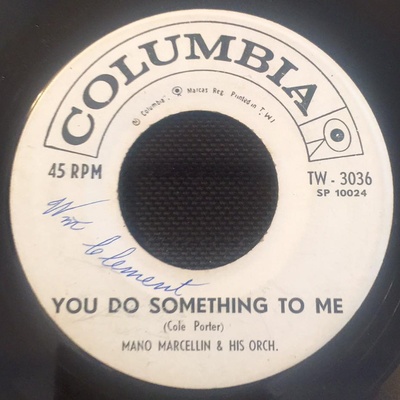 COLUMBIA
® "Columbia" ® Marcas Reg. Printed in T.W.I.
45 RPM
TW - 3036
SP 10024
Wm Clement
YOU DO SOMETHING TO ME
(Cole Porter)
MANO MARCELLIN & HIS ORCH.